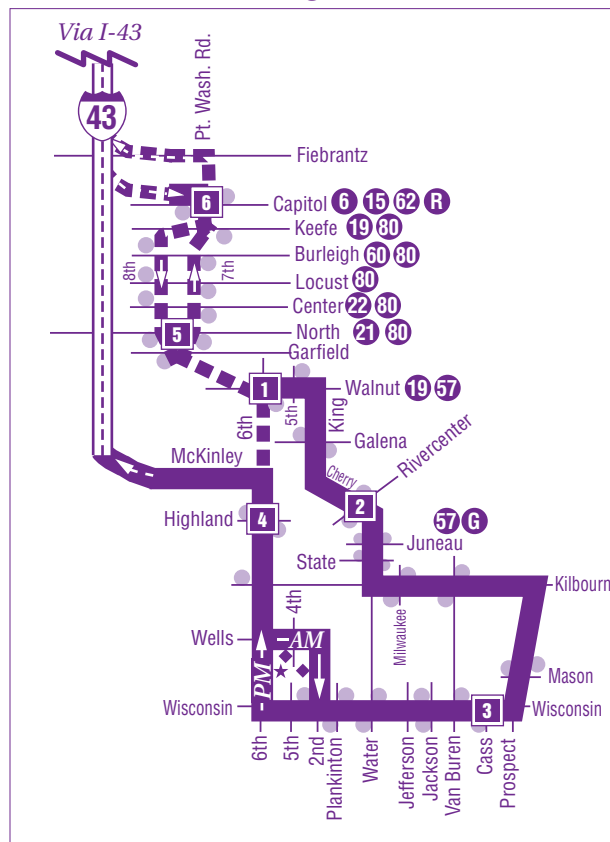 Via I-43
43
Pt. Wash. Rd.
Fiebrantz
6
Capitol 6 15 62 R
Keefe 19 80
Burleigh 60 80
8th
7th
Locust 80
Center 22 80
5
North 21 80
Garfield
1
Walnut 19 57
5th
King
6th
Galena
McKinley
Cherry
Rivercenter
2
Highland
4
57 G
Juneau
State
Milwaukee
Kilbourn
4th
Wells
AM
PM
Mason
Wisconsin
3
Wisconsin
6th
5th
2nd
Plankinton
Water
Jefferson
Jackson
Van Buren
Cass
Prospect